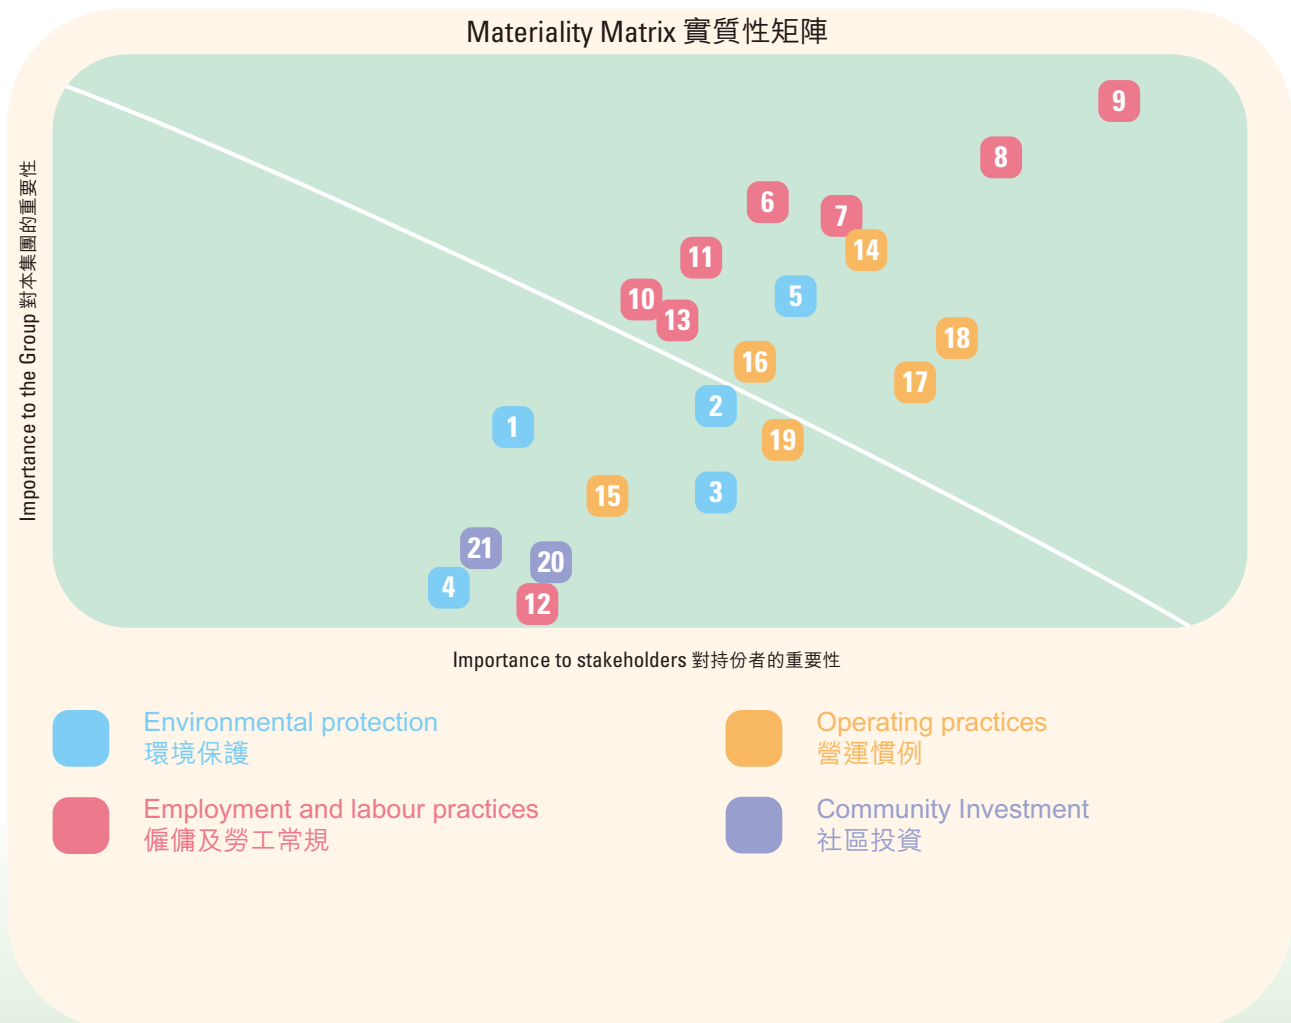 Materiality Matrix 實質性矩陣
Importance to the Group 對本集團的重要性
9
8
6
7
14
11
5
10
13
18
16
17
2
1
19
3
15
21
20
4
12
Importance to stakeholders 對持份者的重要性
Environmental protection
環境保護
Operating practices
營運慣例
Employment and labour practices
僱傭及勞工常規
Community Investment
社區投資